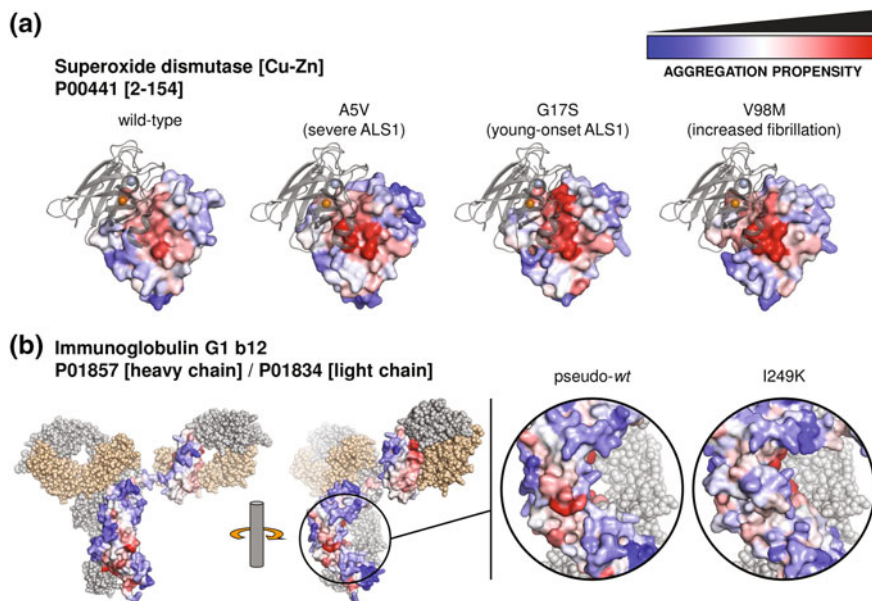 (a)
AGGREGATION PROPENSITY
Superoxide dismutase [Cu-Zn]
P00441 [2-154]
wild-type
A5V
(severe ALS1)
G17S
(young-onset ALS1)
V98M
(increased fibrillation)
(b)
Immunoglobulin G1 b12
P01857 [heavy chain] / P01834 [light chain]
pseudo-wt
I249K